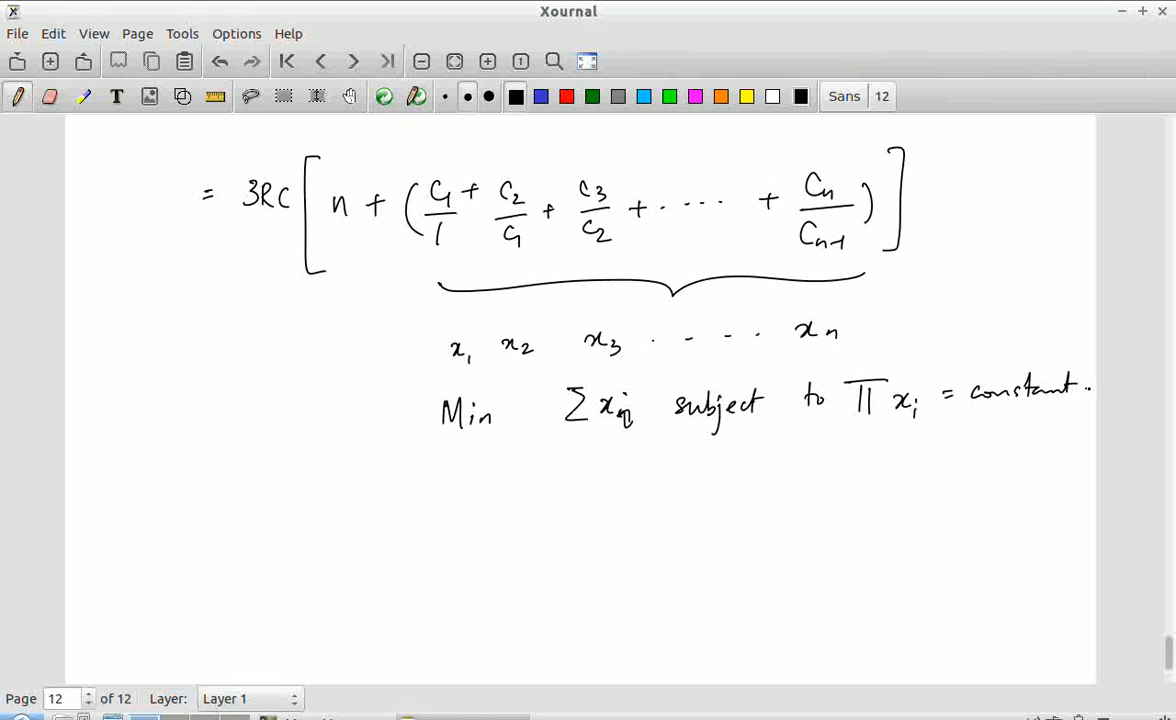 Xournal
File Edit View Page Tools Options Help
Sans 12
= 3RC [ n + ( C1/1 + C2/C1 + C3/C2 + ..... + Cn/Cn-1 ) ]
x1 x2 x3 . - - . xn
Min Σxi subject to Π xi = constant.
Page 12 of 12 Layer: Layer 1